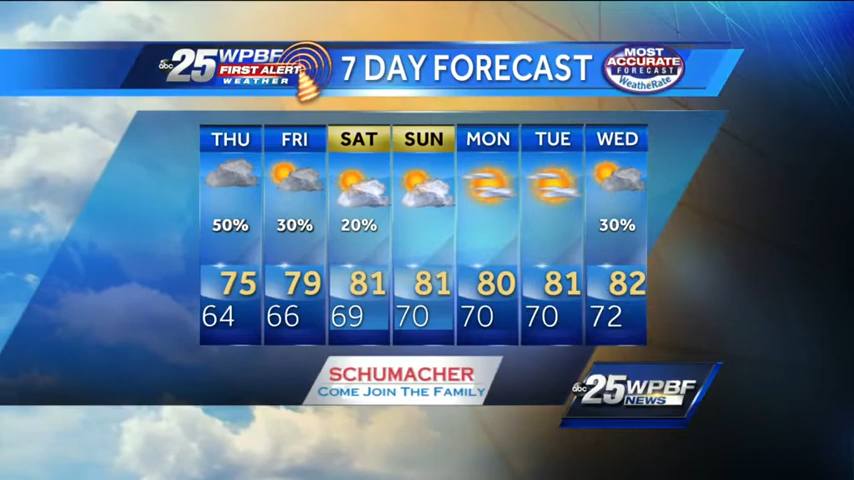 abc 25 WPBF
FIRST ALERT
WEATHER
7 DAY FORECAST
MOST
ACCURATE
FORECAST
WeatheRate
THU FRI SAT SUN MON TUE WED
50% 30% 20% 30%
75 79 81 81 80 81 82
64 66 69 70 70 70 72
SCHUMACHER
COME JOIN THE FAMILY
abc 25 WPBF
NEWS